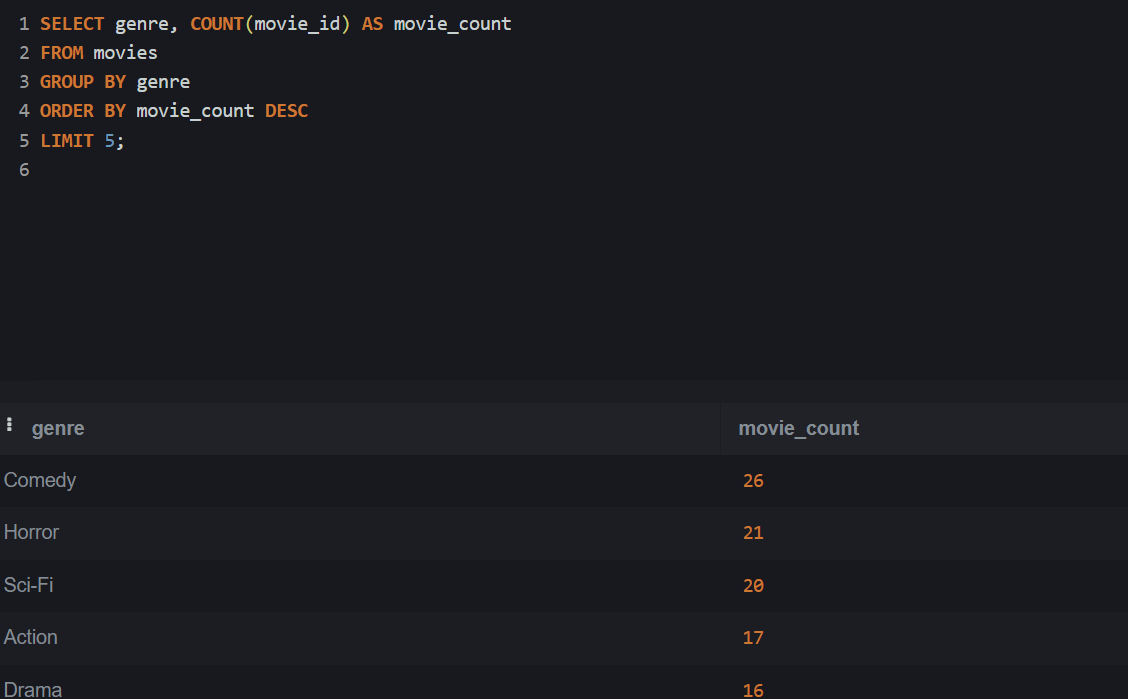 1 SELECT genre, COUNT(movie_id) AS movie_count
2 FROM movies
3 GROUP BY genre
4 ORDER BY movie_count DESC
5 LIMIT 5;
6
genre movie_count
Comedy 26
Horror 21
Sci-Fi 20
Action 17
Drama 16